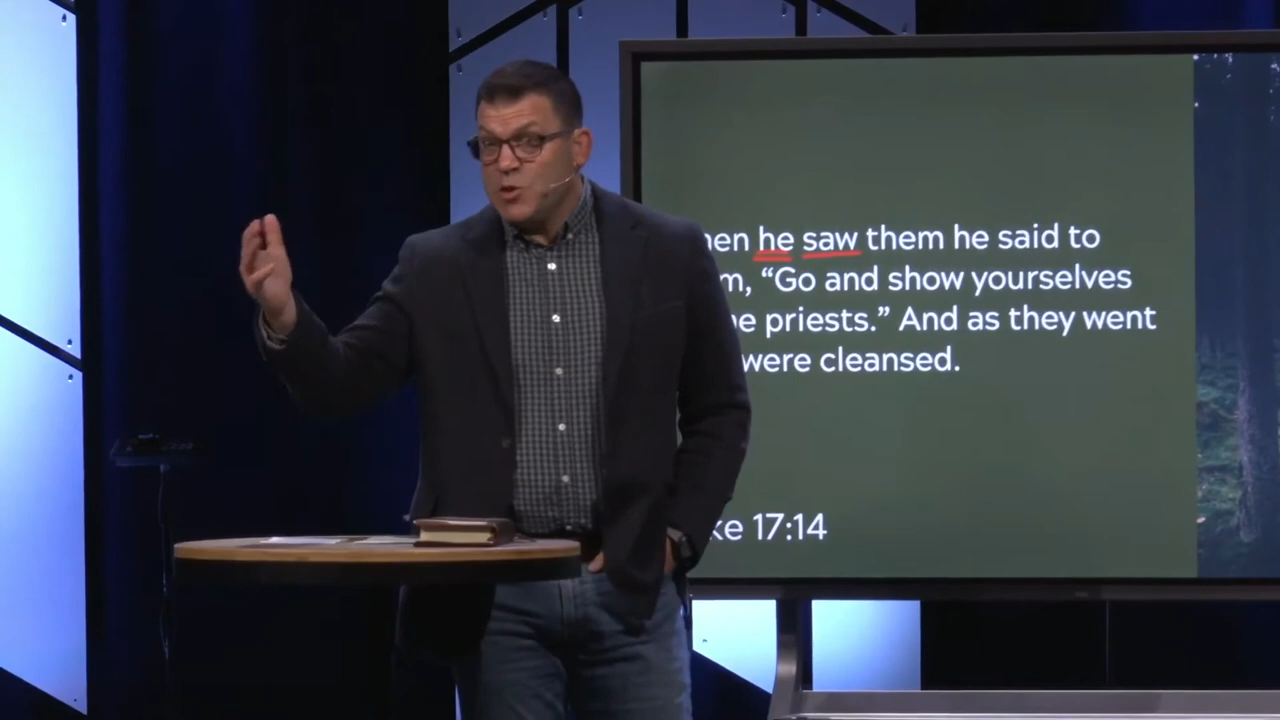 hen he saw them he said to
m, “Go and show yourselves
he priests.” And as they went
were cleansed.
ke 17:14